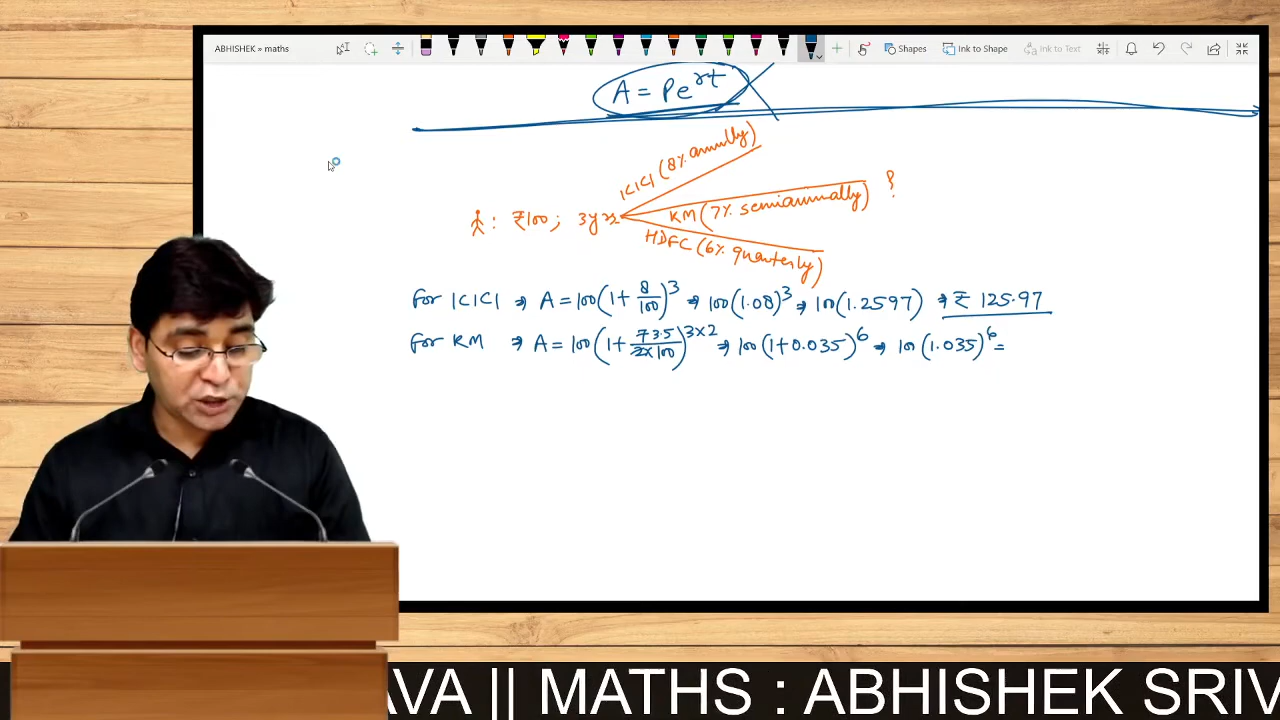 ABHISHEK » maths
Shapes
Ink to Shape
Ink to Text
A = Pe^rt
: ₹100; 3yrs
ICICI (8% annully)
KM (7% semiannually)
?
HDFC (6% quarterly)
For ICICI ⇒ A = 100(1+8/100)^3 ⇒ 100(1.08)^3 ⇒ 100(1.2597) ⇒ ₹ 125.97
For KM ⇒ A = 100(1+7 3.5/2×100)^3×2 ⇒ 100(1+0.035)^6 ⇒ 100(1.035)^6 =
AVA || MATHS : ABHISHEK SRIV